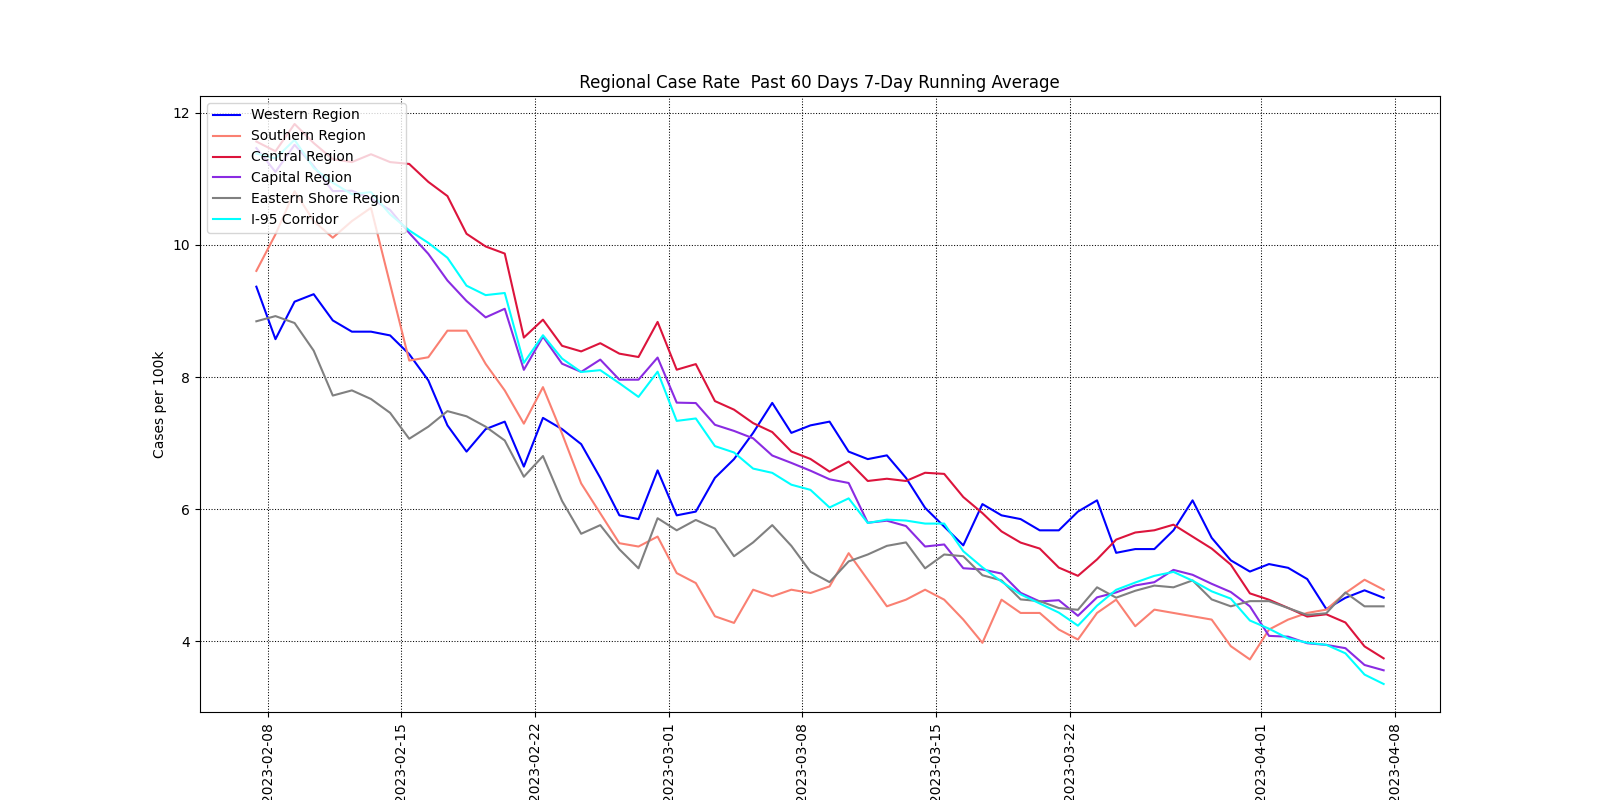 Regional Case Rate  Past 60 Days 7-Day Running Average
12
10
8
6
4
Cases per 100k
Western Region
Southern Region
Central Region
Capital Region
Eastern Shore Region
I-95 Corridor
2023-02-08
2023-02-15
2023-02-22
2023-03-01
2023-03-08
2023-03-15
2023-03-22
2023-04-01
2023-04-08